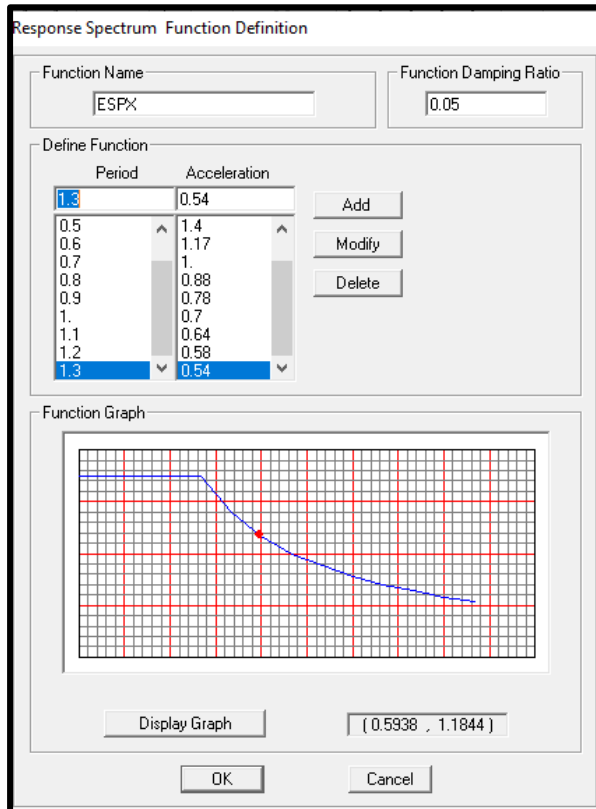 Response Spectrum Function Definition
Function Name
ESPX
Function Damping Ratio
0.05
Define Function
Period Acceleration
1.3 0.54
0.5 1.4
0.6 1.17
0.7 1.
0.8 0.88
0.9 0.78
1. 0.7
1.1 0.64
1.2 0.58
1.3 0.54
Add
Modify
Delete
Function Graph
Display Graph
( 0.5938 , 1.1844 )
OK Cancel